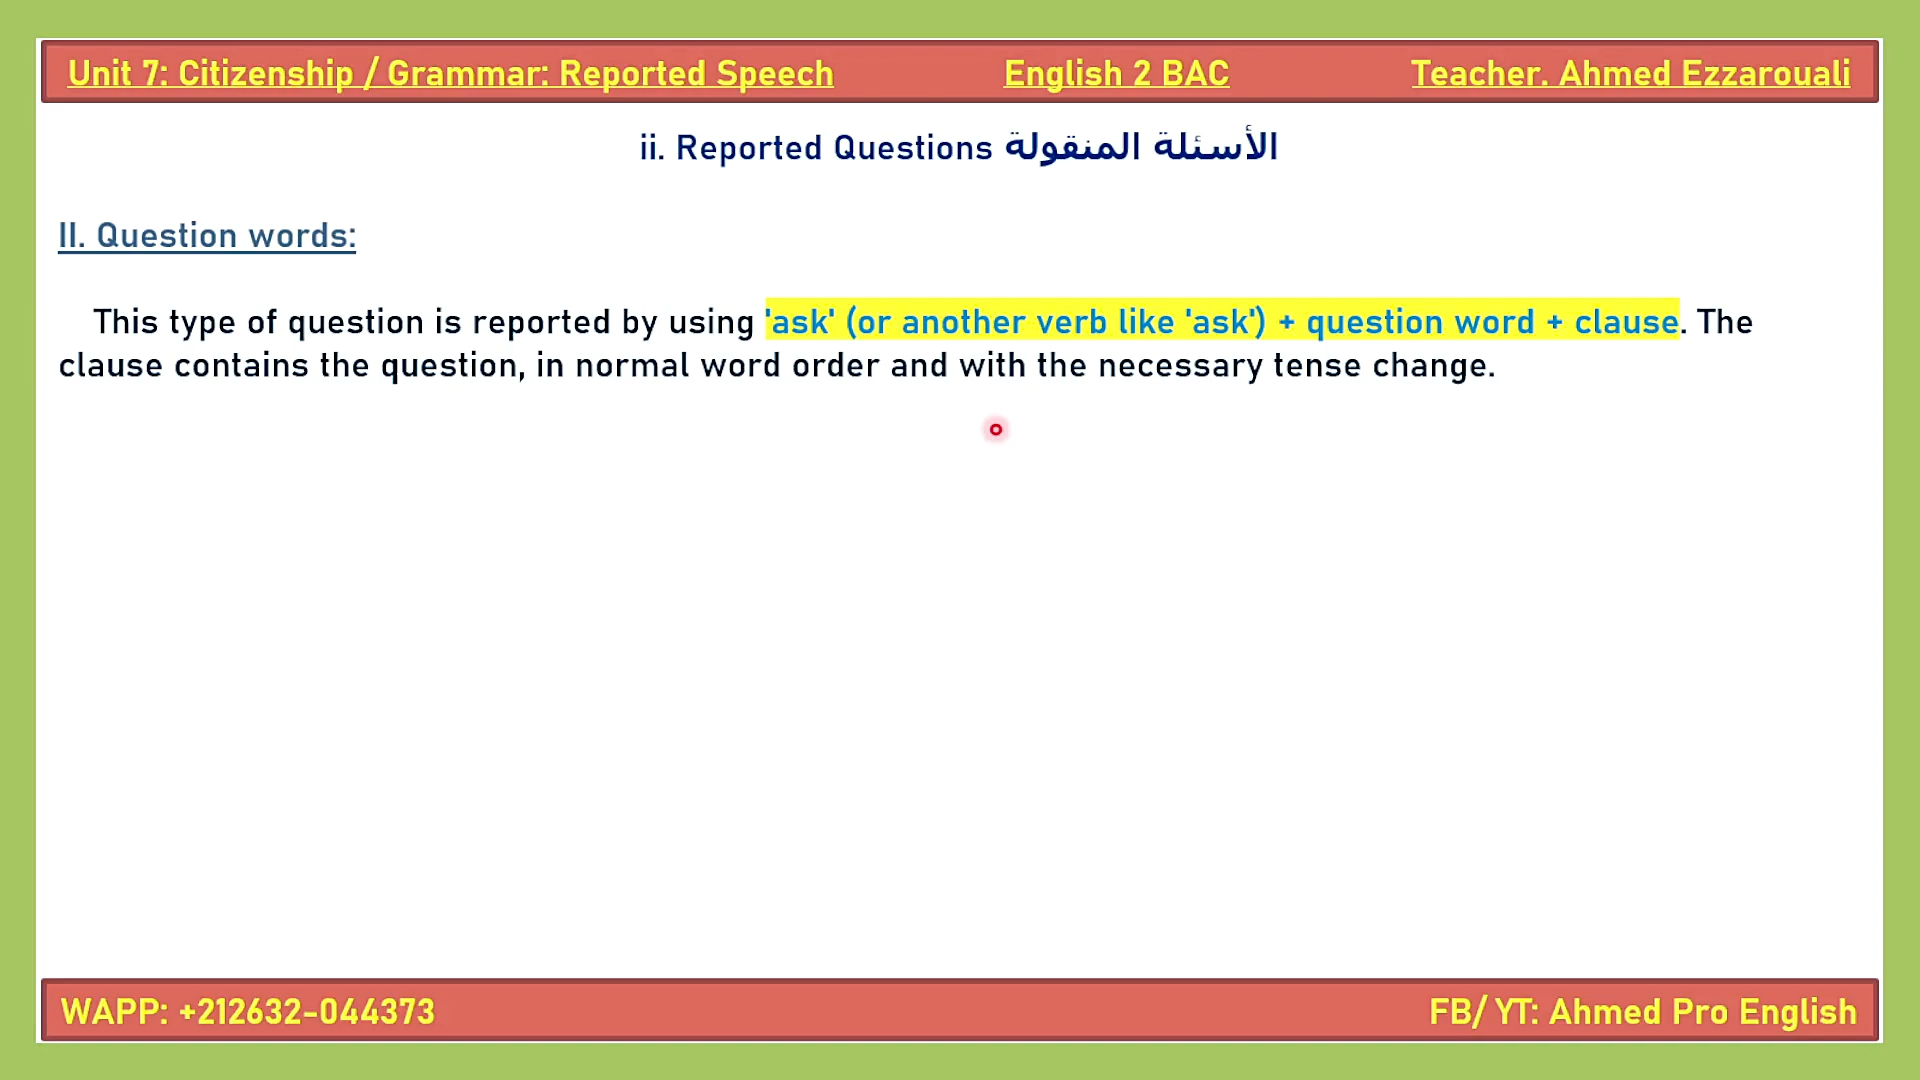 Unit 7: Citizenship / Grammar: Reported Speech English 2 BAC Teacher. Ahmed Ezzarouali
ii. Reported Questions الأسئلة المنقولة
II. Question words:
This type of question is reported by using 'ask' (or another verb like 'ask') + question word + clause. The
clause contains the question, in normal word order and with the necessary tense change.
WAPP: +212632-044373 FB/ YT: Ahmed Pro English